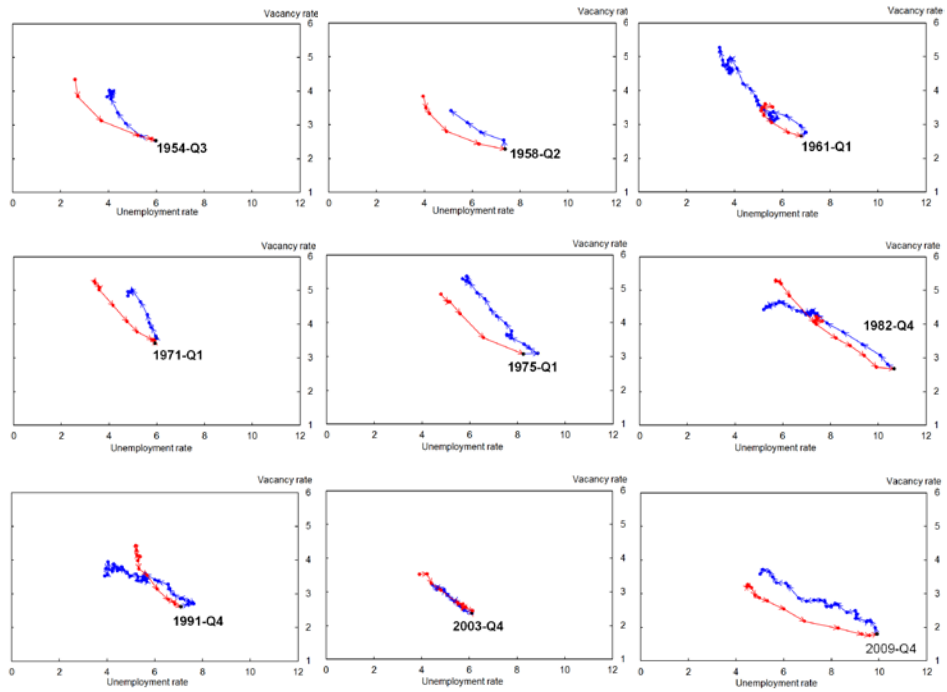 Vacancy rate Vacancy rate Vacancy rate
6 6 6
5 5 5
4 4 4
3 3 3
2 2 2
1 1 1
1954-Q3 1958-Q2 1961-Q1
0 2 4 6 8 10 12 0 2 4 6 8 10 12 0 2 4 6 8 10 12
Unemployment rate Unemployment rate Unemployment rate
Vacancy rate Vacancy rate Vacancy rate
6 6 6
5 5 5
4 4 4
3 3 3
2 2 2
1 1 1
1971-Q1 1975-Q1 1982-Q4
0 2 4 6 8 10 12 0 2 4 6 8 10 12 0 2 4 6 8 10 12
Unemployment rate Unemployment rate Unemployment rate
Vacancy rate Vacancy rate Vacancy rate
6 6 6
5 5 5
4 4 4
3 3 3
2 2 2
1 1 1
1991-Q4 2003-Q4 2009-Q4
0 2 4 6 8 10 12 0 2 4 6 8 10 12 0 2 4 6 8 10 12
Unemployment rate Unemployment rate Unemployment rate